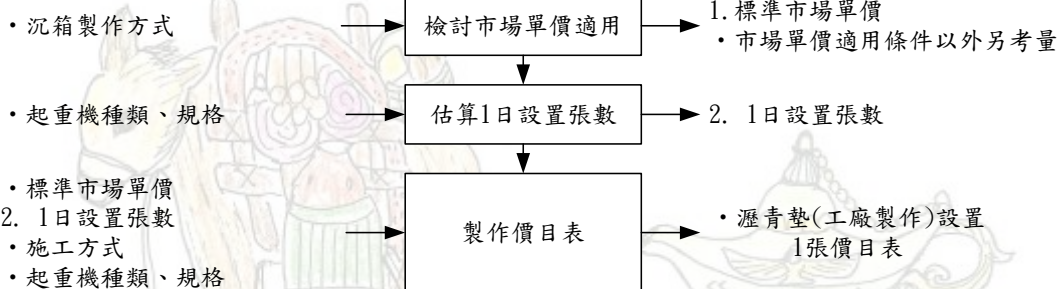 ・沉箱製作方式
檢討市場單價適用
1.標準市場單價
・市場單價適用條件以外另考量
・起重機種類、規格
估算1日設置張數
2. 1日設置張數
・標準市場單價
2. 1日設置張數
・施工方式
・起重機種類、規格
製作價目表
・瀝青墊(工廠製作)設置
1張價目表